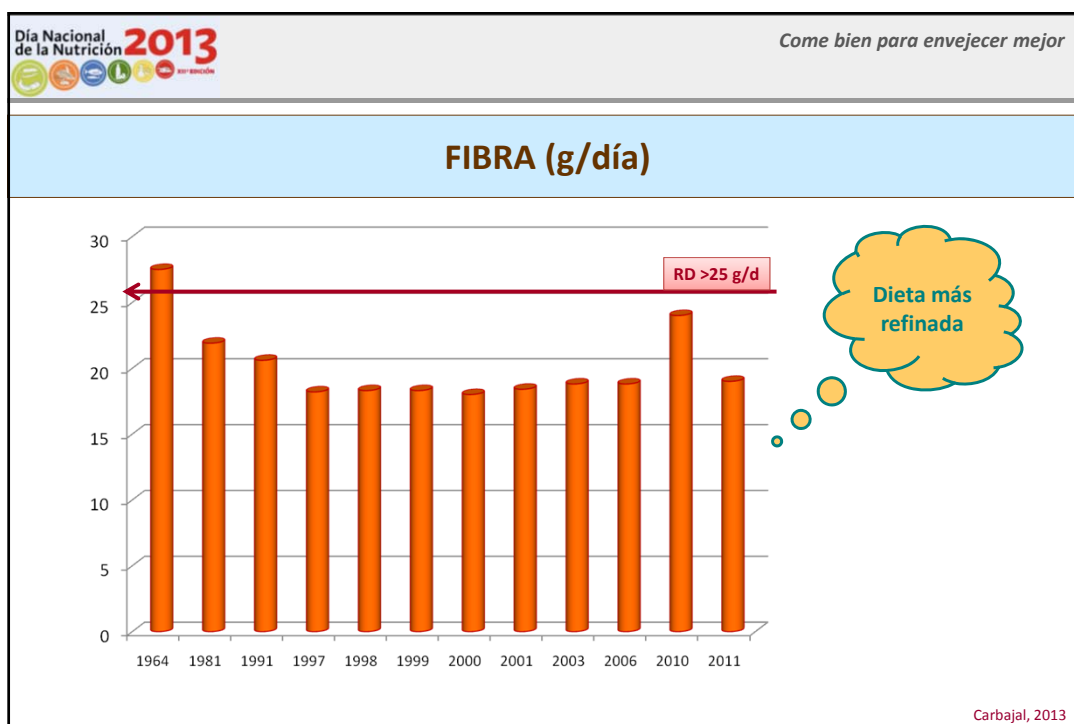 Día Nacional
de la Nutrición 2013
XIIª EDICIÓN
Come bien para envejecer mejor
FIBRA (g/día)
30
25
20
15
10
5
0
RD >25 g/d
Dieta más
refinada
1964 1981 1991 1997 1998 1999 2000 2001 2003 2006 2010 2011
Carbajal, 2013